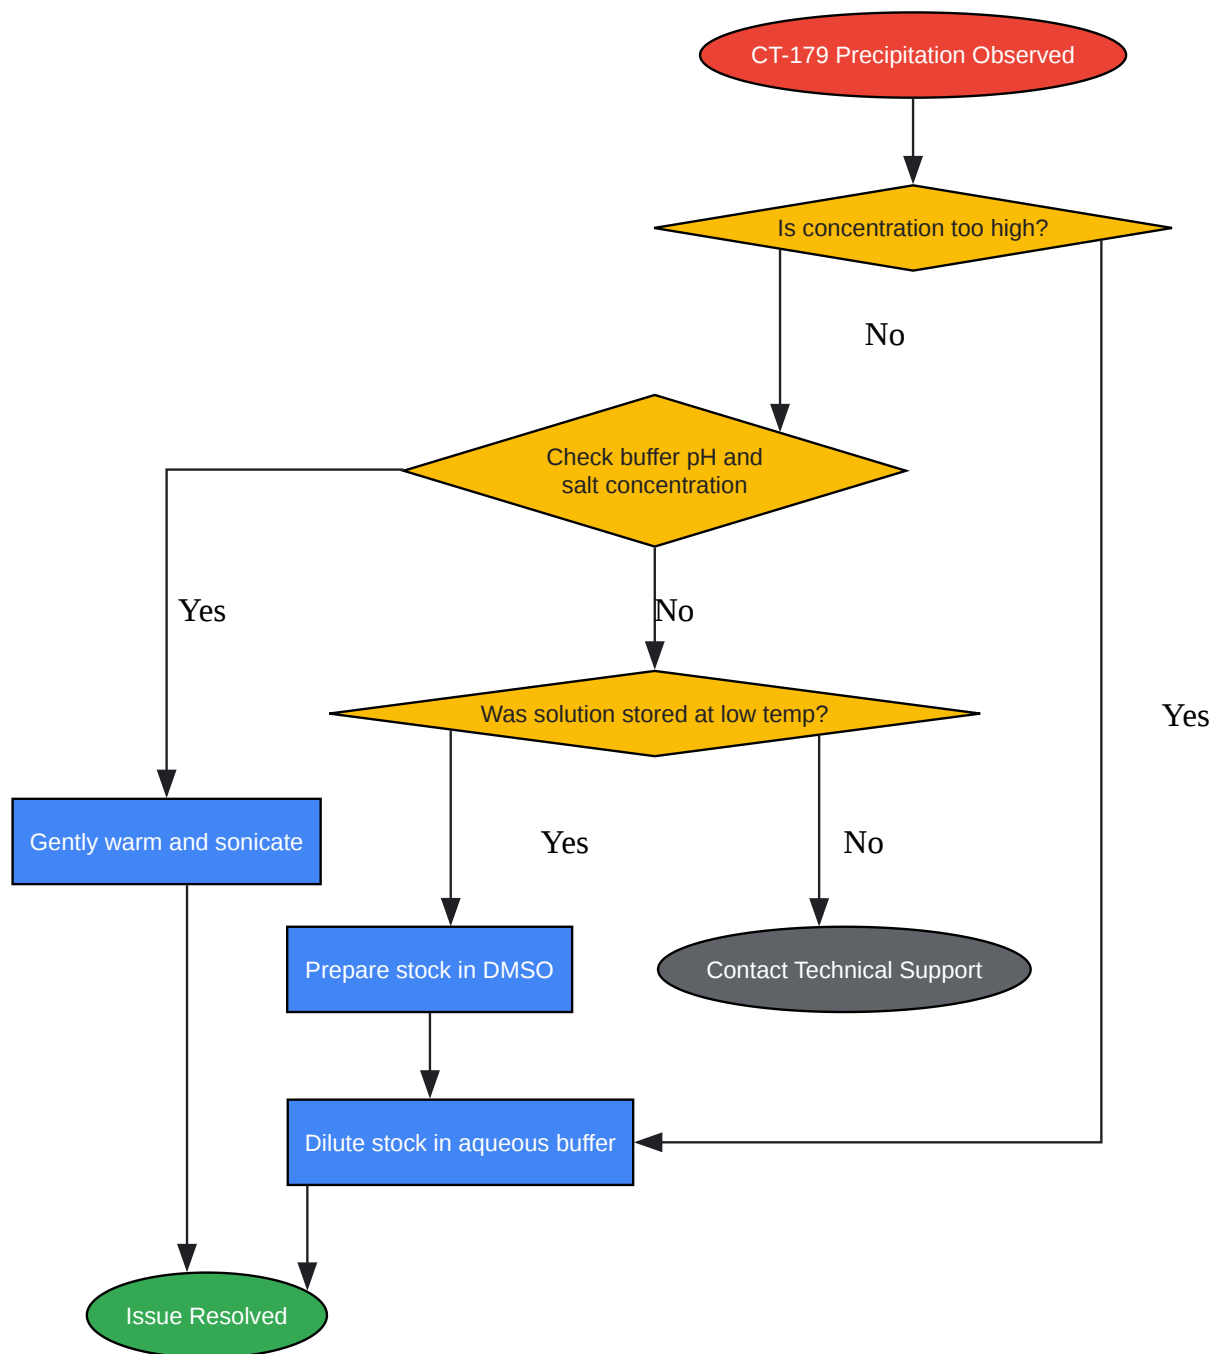 CT-179 Precipitation Observed
Is concentration too high?
No
Check buffer pH and
salt concentration
Yes
No
Was solution stored at low temp?
Yes
Gently warm and sonicate
Yes
No
Prepare stock in DMSO
Contact Technical Support
Dilute stock in aqueous buffer
Issue Resolved